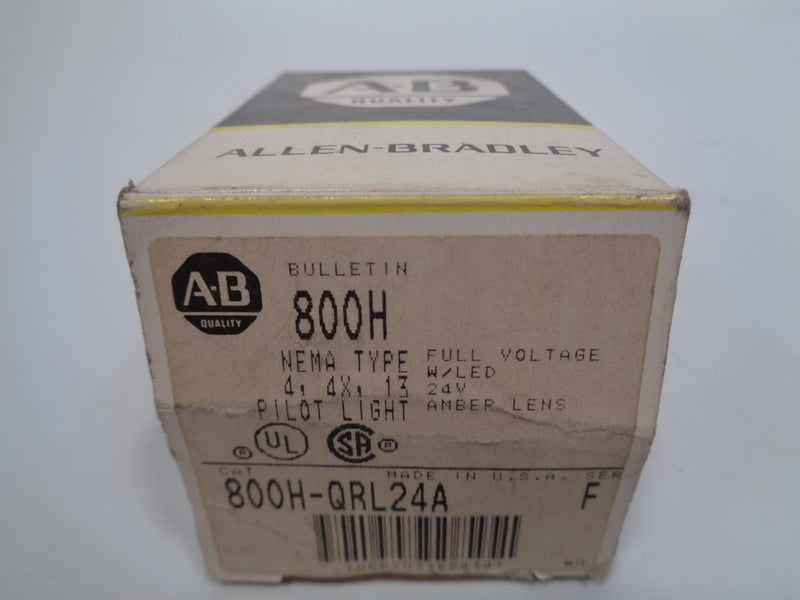 A-B
QUALITY
ALLEN-BRADLEY
A-B
QUALITY
BULLETIN
800H
NEMA TYPE
4, 4X, 13
PILOT LIGHT
FULL VOLTAGE
W/LED
24V
AMBER LENS
UL
SA
CAT
MADE IN U.S.A. SER
800H-QRL24A F